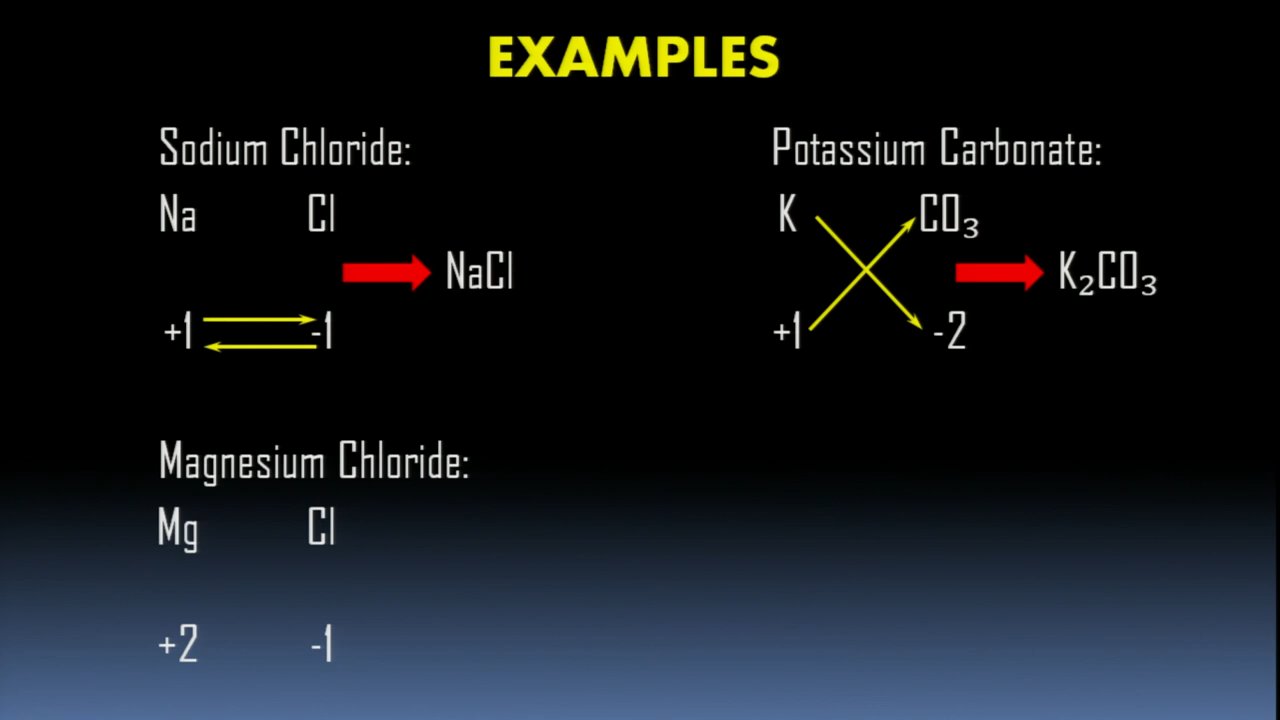 EXAMPLES
Sodium Chloride:
Na Cl
NaCl
+1 -1
Potassium Carbonate:
K CO₃
K₂CO₃
+1 -2
Magnesium Chloride:
Mg Cl
+2 -1